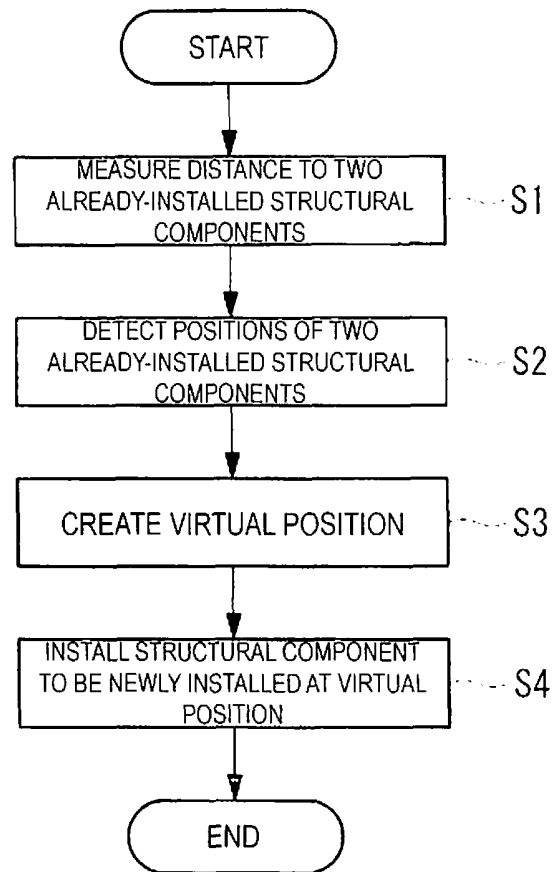 START
MEASURE DISTANCE TO TWO
ALREADY-INSTALLED STRUCTURAL
COMPONENTS
S1
DETECT POSITIONS OF TWO
ALREADY-INSTALLED STRUCTURAL
COMPONENTS
S2
CREATE VIRTUAL POSITION
S3
INSTALL STRUCTURAL COMPONENT
TO BE NEWLY INSTALLED AT VIRTUAL
POSITION
S4
END